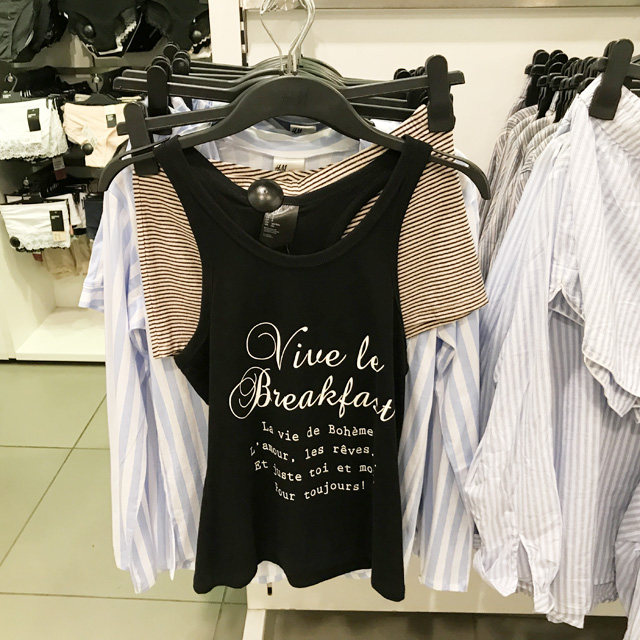 H&M
Vive le
Breakfast
La vie de Bohème
L'amour, les rêves,
Et juste toi et moi
Pour toujours!